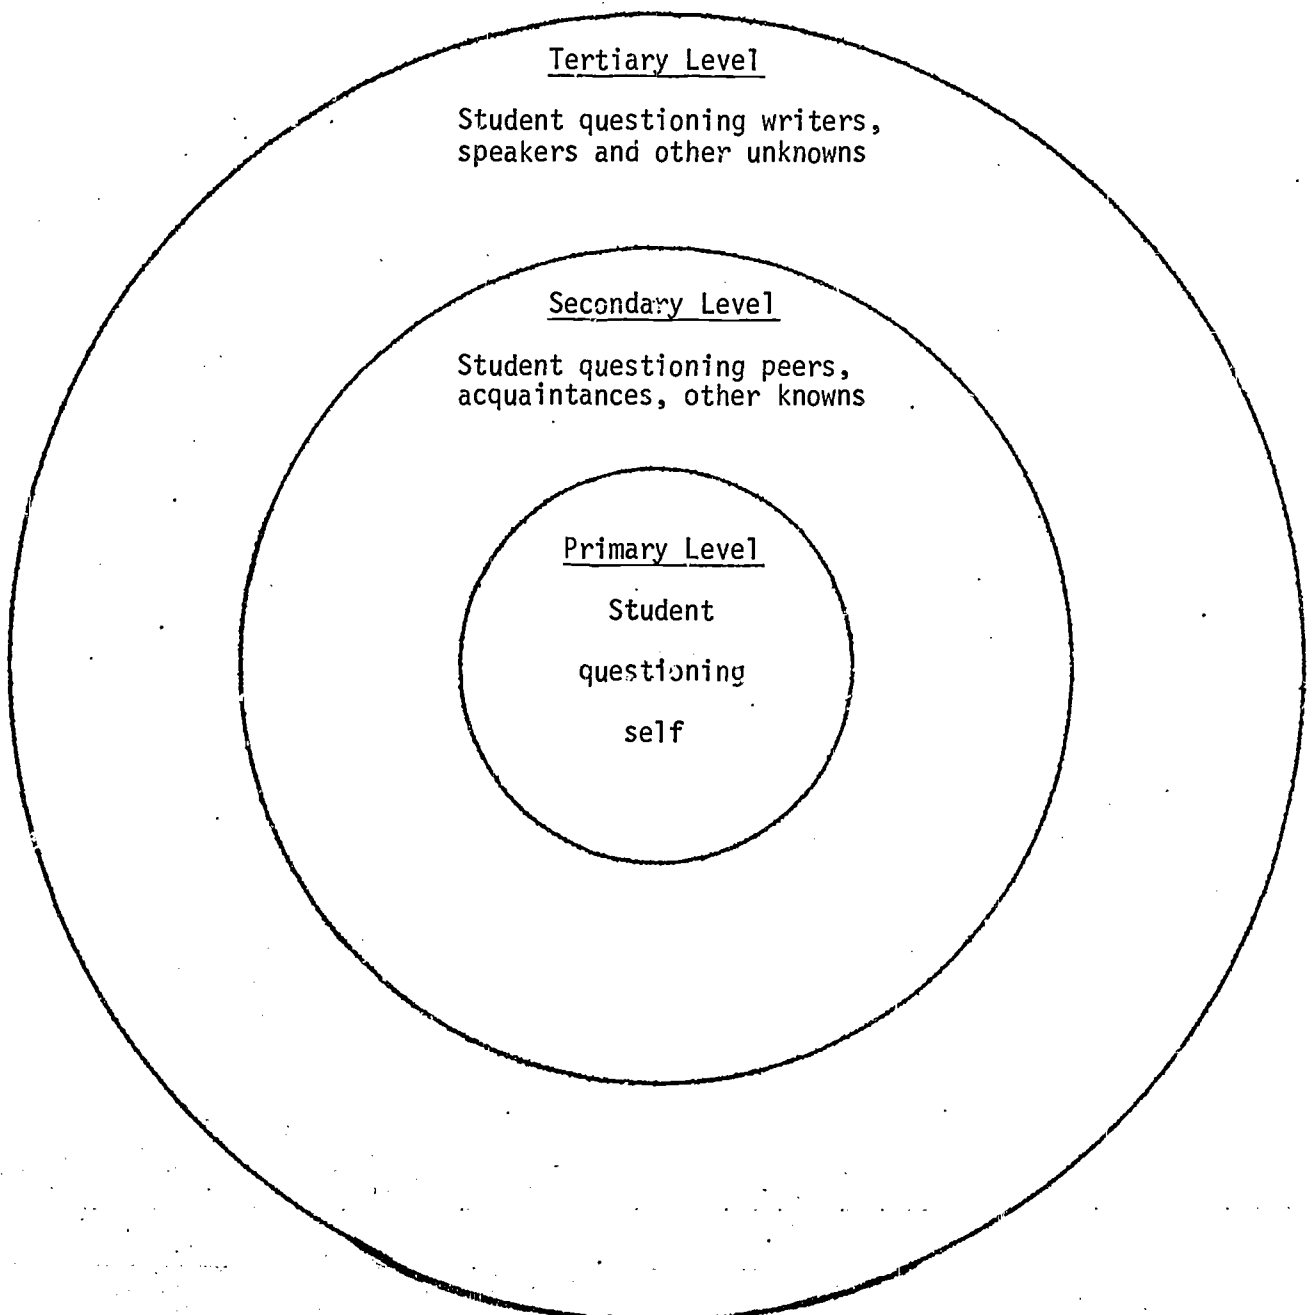 Tertiary Level
Student questioning writers,
speakers and other unknowns
Secondary Level
Student questioning peers,
acquaintances, other knowns
Primary Level
Student
questioning
self